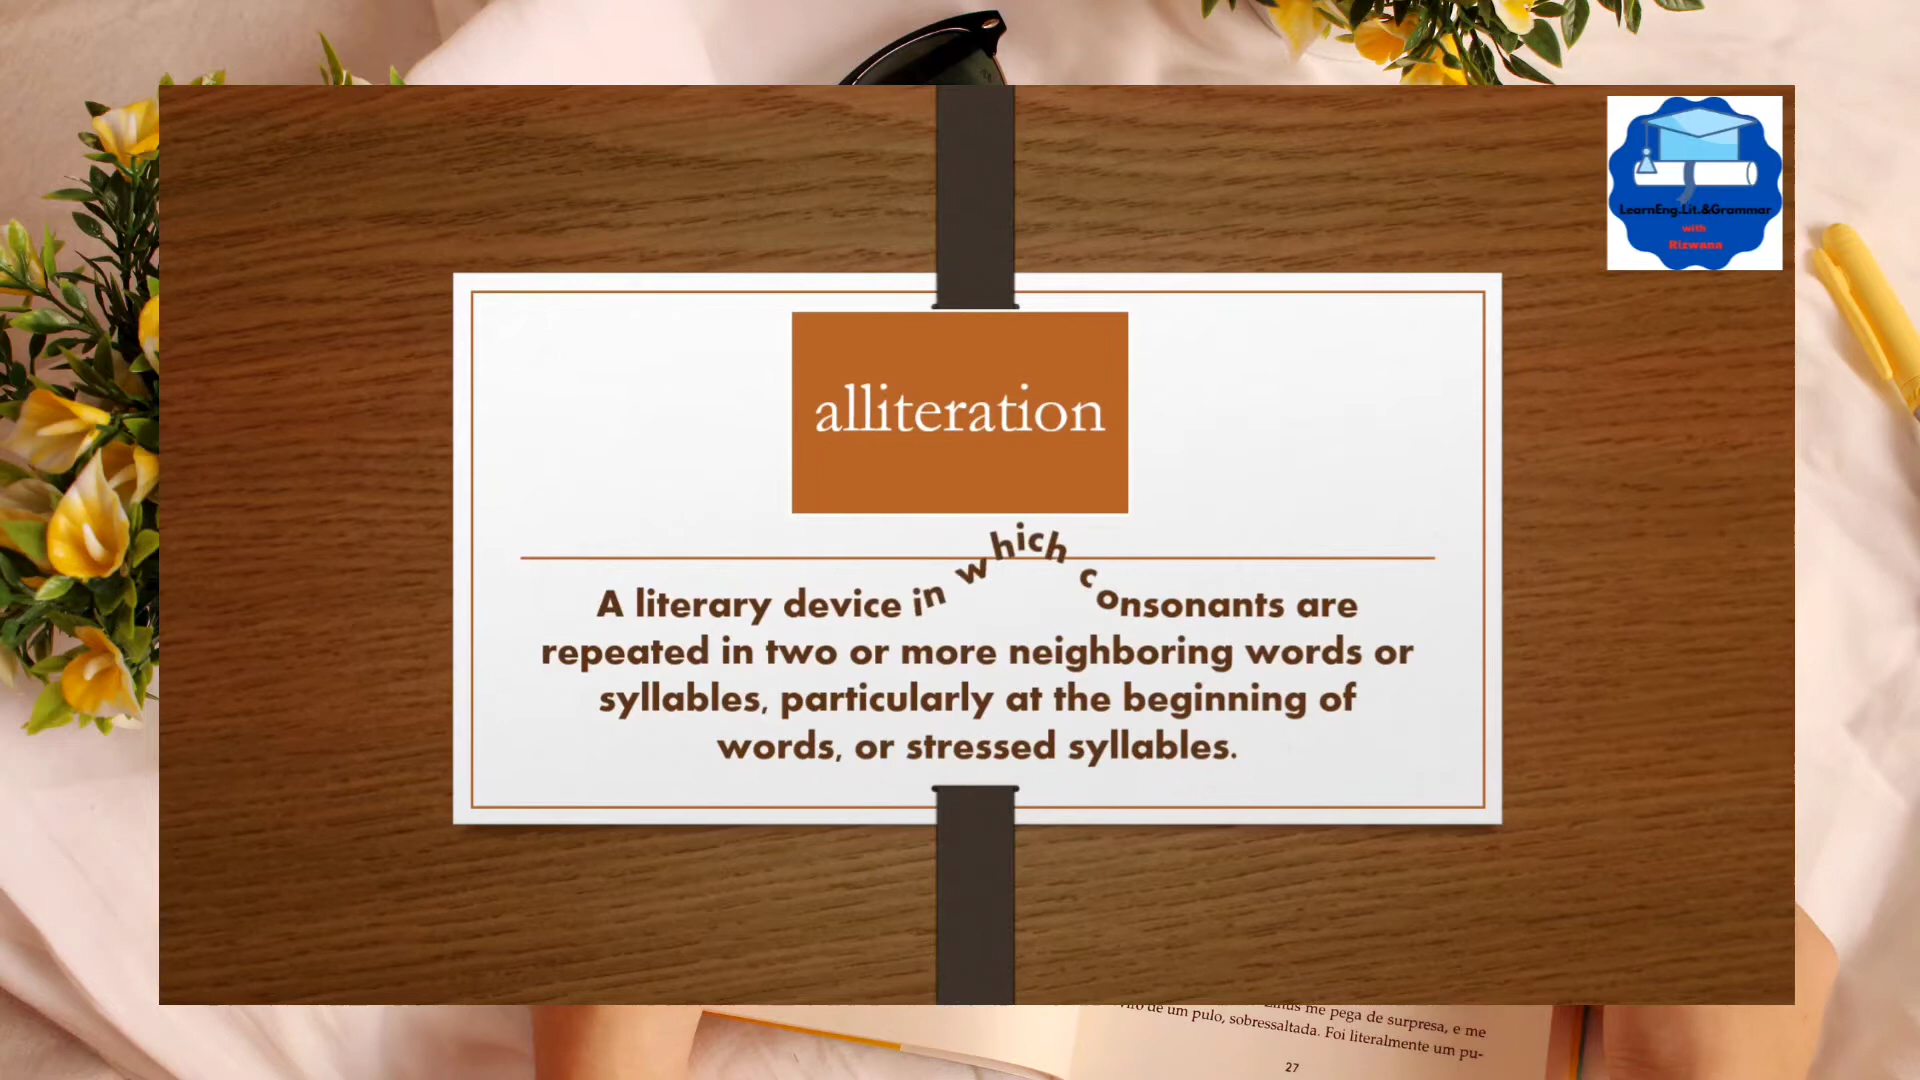 LearnEng.Lit.&Grammar
with
Rizwana
alliteration
A literary device in which consonants are
repeated in two or more neighboring words or
syllables, particularly at the beginning of
words, or stressed syllables.
me pega de surpresa, e me
de um pulo, sobressaltada. Foi literalmente um pu-
27